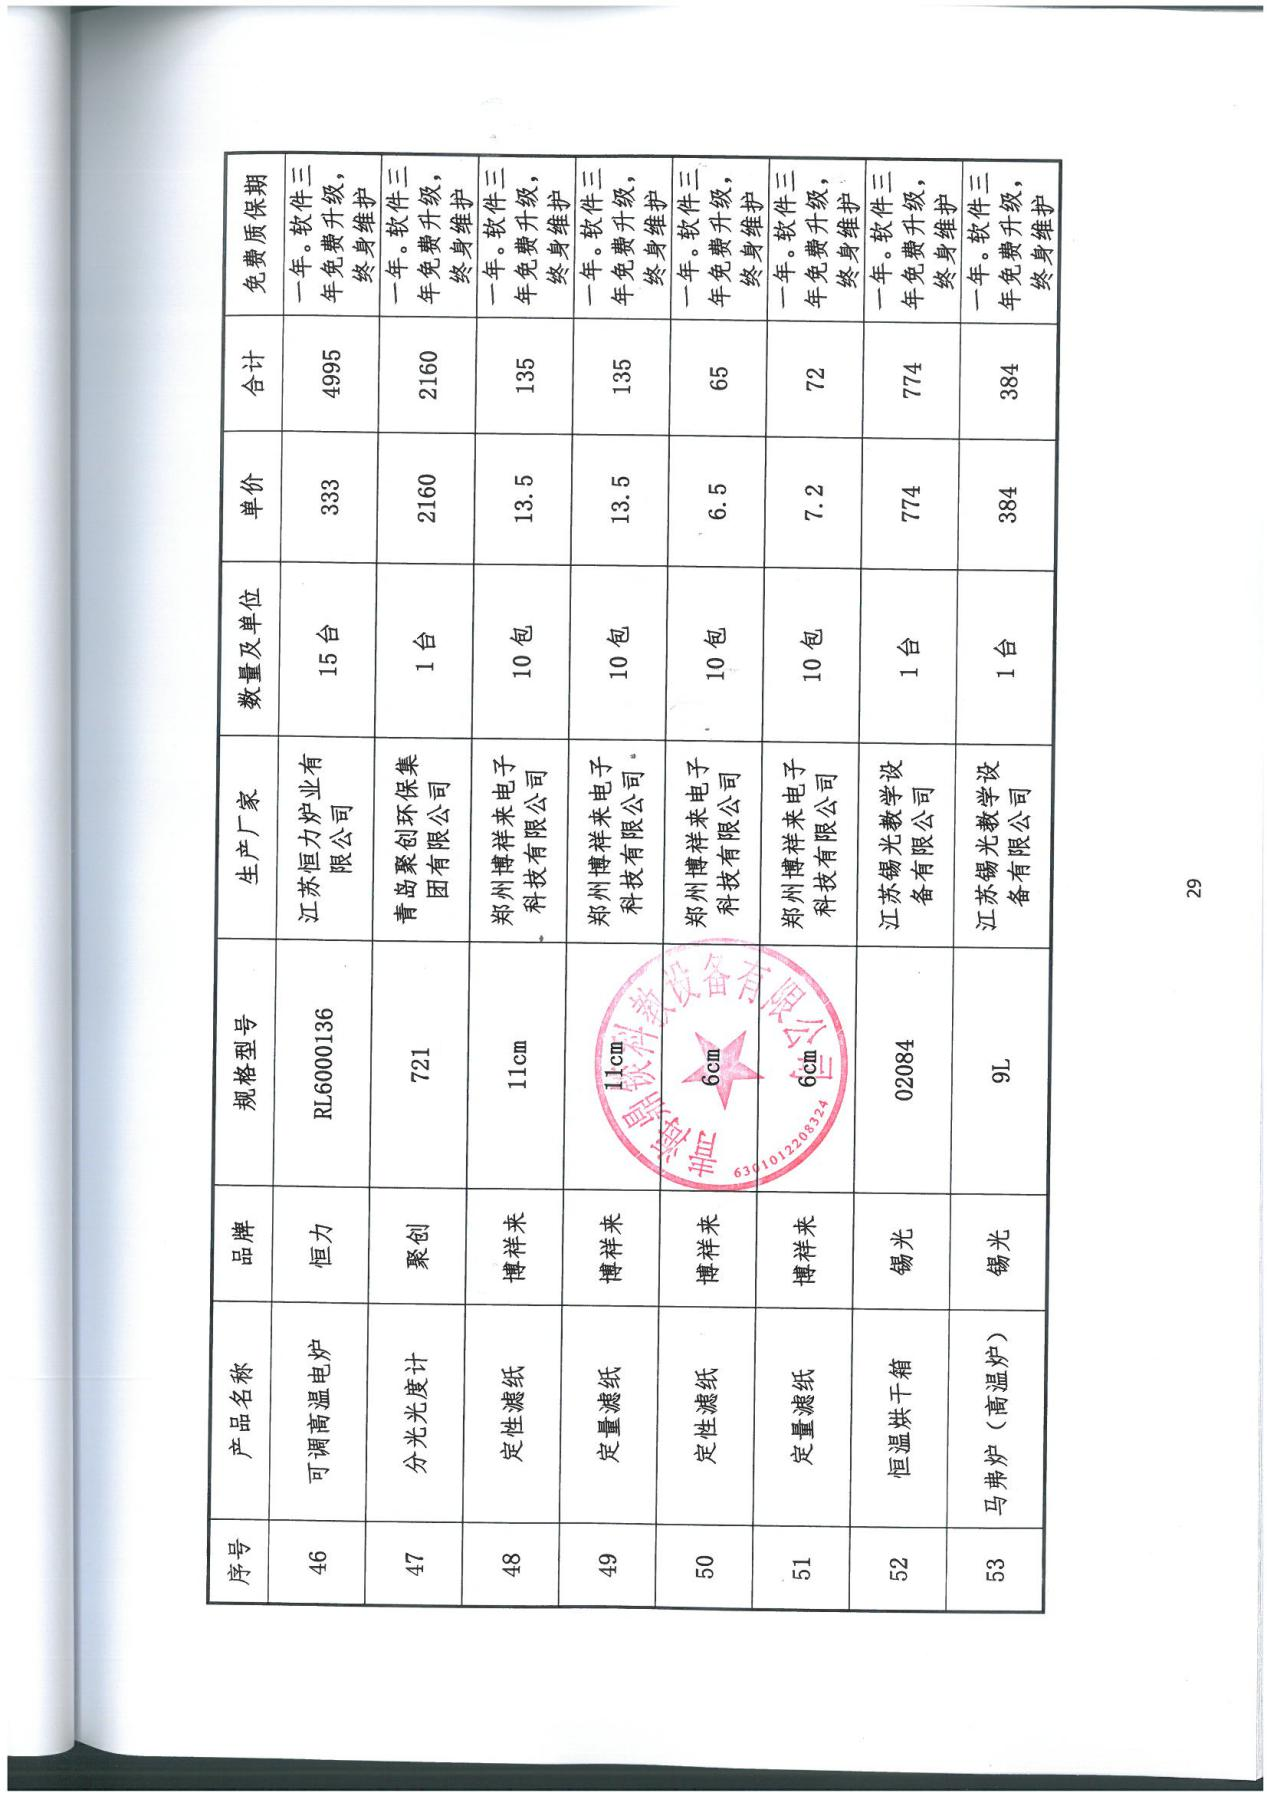 序号 产品名称 品牌 规格型号 生产厂家 数量及单位 单价 合计 免费质保期
46 可调高温电炉 恒力 RL6000136 江苏恒力炉业有 15台 333 4995 一年。软件三
限公司 年免费升级，
终身维护
47 分光光度计 聚创 721 青岛聚创环保集 1台 2160 2160 一年。软件三
团有限公司 年免费升级，
终身维护
48 定性滤纸 博祥来 11cm 郑州博祥来电子 10包 13.5 135 一年。软件三
科技有限公司 年免费升级，
终身维护
49 定量滤纸 博祥来 11cm 郑州博祥来电子 10包 13.5 135 一年。软件三
科技有限公司 年免费升级，
终身维护
50 定性滤纸 博祥来 6cm 郑州博祥来电子 10包 6.5 65 一年。软件三
科技有限公司 年免费升级，
终身维护
51 定量滤纸 博祥来 6cm 郑州博祥来电子 10包 7.2 72 一年。软件三
科技有限公司 年免费升级，
终身维护
52 恒温烘干箱 锡光 02084 江苏锡光教学设 1台 774 774 一年。软件三
备有限公司 年免费升级，
终身维护
53 马弗炉（高温炉） 锡光 9L 江苏锡光教学设 1台 384 384 一年。软件三
备有限公司 年免费升级，
终身维护
科教设备有限公司
6301012208324
29